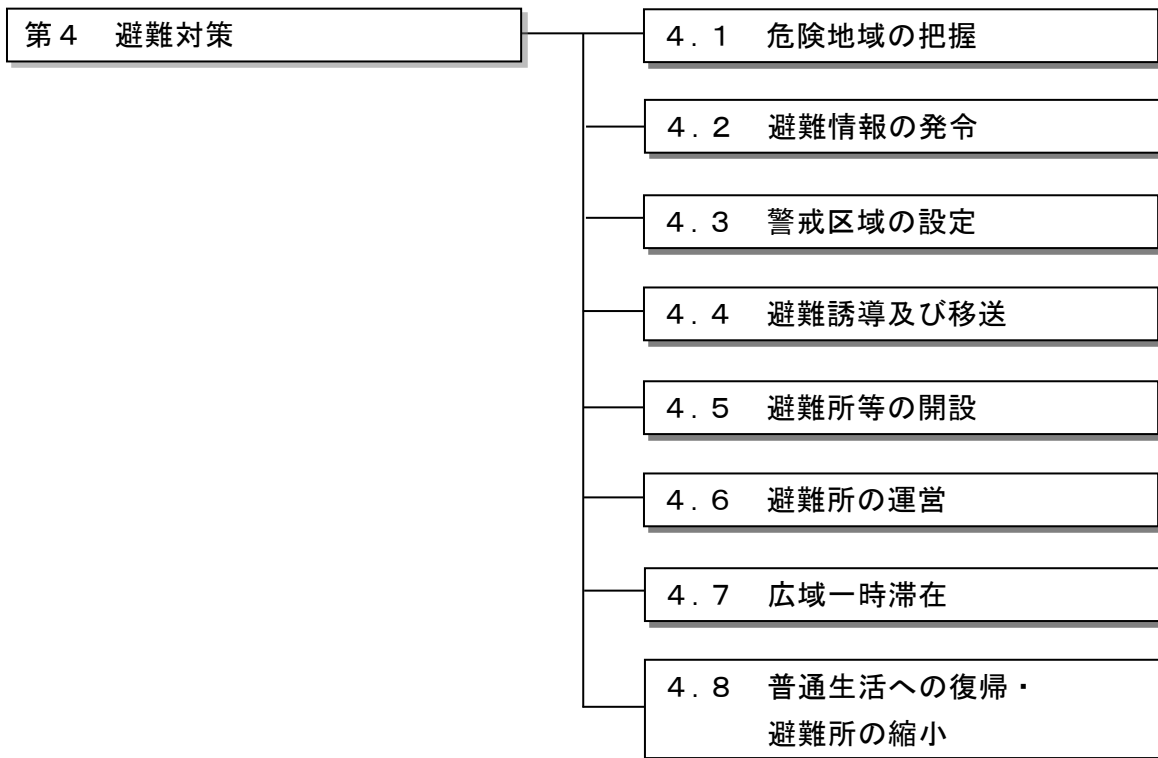 第４　避難対策
４．１　危険地域の把握
４．２　避難情報の発令
４．３　警戒区域の設定
４．４　避難誘導及び移送
４．５　避難所等の開設
４．６　避難所の運営
４．７　広域一時滞在
４．８　普通生活への復帰・
避難所の縮小